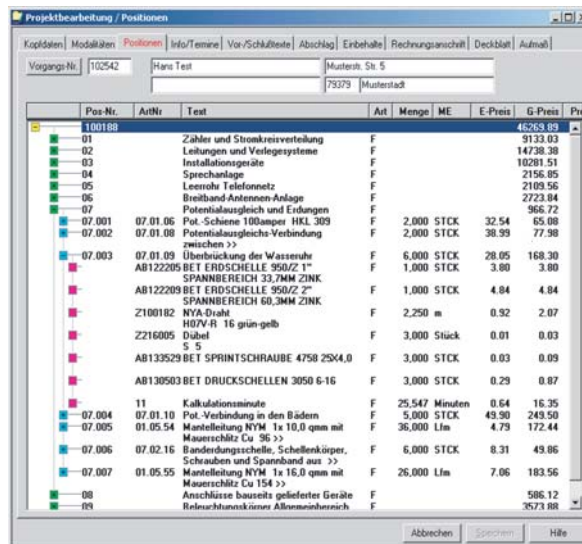 Projektbearbeitung / Positionen
Kopfdaten Modalitäten Positionen Info/Termine Vor-/Schlußtexte Abschlag Einbehalte Rechnungsanschrift Deckblatt Aufmaß
Vorgangs-Nr. 102542 Hans Test Musterstr. Str. 5
79379 Musterstadt
Pos-Nr. ArtNr Text Art Menge ME E-Preis G-Preis Pre
100188 46269.89
01 Zähler und Stromkreisverteilung F 9133.03
02 Leitungen und Verlegesysteme F 14738.38
03 Installationsgeräte F 10281.51
04 Sprechanlage F 2156.85
05 Leerrohr Telefonnetz F 2109.56
06 Breitband-Antennen-Anlage F 2723.84
07 Potentialausgleich und Erdungen F 966.72
07.001 07.01.06 Pot.-Schiene 100amper HKL 309 F 2,000 STCK 32.54 65.08
07.002 07.01.08 Potentialausgleichs-Verbindung F 2,000 STCK 38.99 77.98
zwischen >>
07.003 07.01.09 Überbrückung der Wasseruhr F 6,000 STCK 28.05 168.30
AB122205 BET ERDSCHELLE 950/Z 1" F 1,000 STCK 3.80 3.80
SPANNBEREICH 33,7MM ZINK
AB122209 BET ERDSCHELLE 950/Z 2" F 1,000 STCK 4.84 4.84
SPANNBEREICH 60,3MM ZINK
Z100182 NYA-Draht F 2,250 m 0.92 2.07
H07V-R 16 grün-gelb
Z216005 Dübel F 3,000 Stück 0.01 0.03
S 5
AB133529 BET SPRINTSCHRAUBE 4758 25X4,0 F 3,000 STCK 0.03 0.09
AB130503 BET DRUCKSCHELLEN 3050 6-16 F 3,000 STCK 0.29 0.87
11 Kalkulationsminute F 25,547 Minuten 0.64 16.35
07.004 07.01.10 Pot.-Verbindung in den Bädern F 5,000 STCK 49.90 249.50
07.005 01.05.54 Mantelleitung NYM 1x 10,0 qmm mit F 36,000 Lfm 4.79 172.44
Mauerschlitz Cu 96 >>
07.006 07.02.16 Banderdungsschelle, Schellenkörper, F 6,000 STCK 8.31 49.86
Schrauben und Spannband aus >>
07.007 01.05.55 Mantelleitung NYM 1x 16,0 qmm mit F 26,000 Lfm 7.06 183.56
Mauerschlitz Cu 154 >>
08 Anschlüsse bauseits gelieferter Geräte F 586.12
09 Beleuchtungskörper Allgemeinbereich F 3573.88
Abbrechen Speichern Hilfe